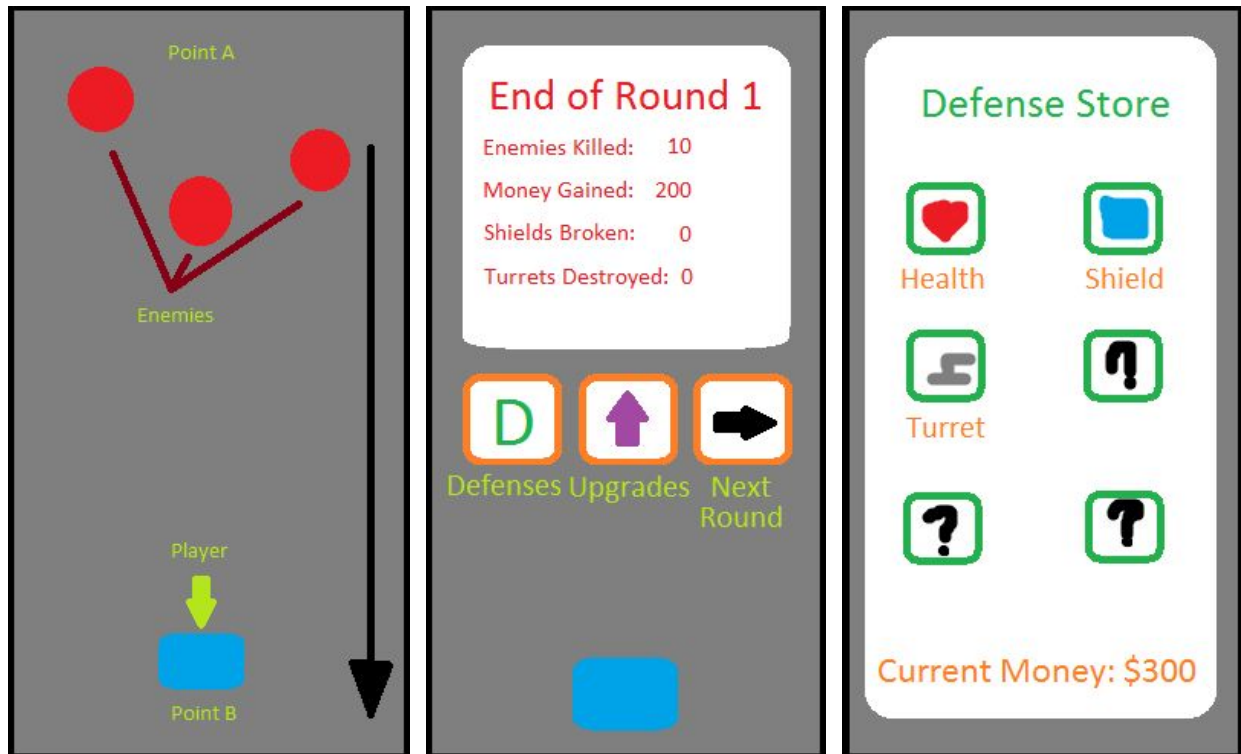 Point A
Enemies
Player
Point B
End of Round 1
Enemies Killed: 10
Money Gained: 200
Shields Broken: 0
Turrets Destroyed: 0
D
Defenses
Upgrades
Next
Round
Defense Store
Health
Shield
Turret
?
?
?
Current Money: $300